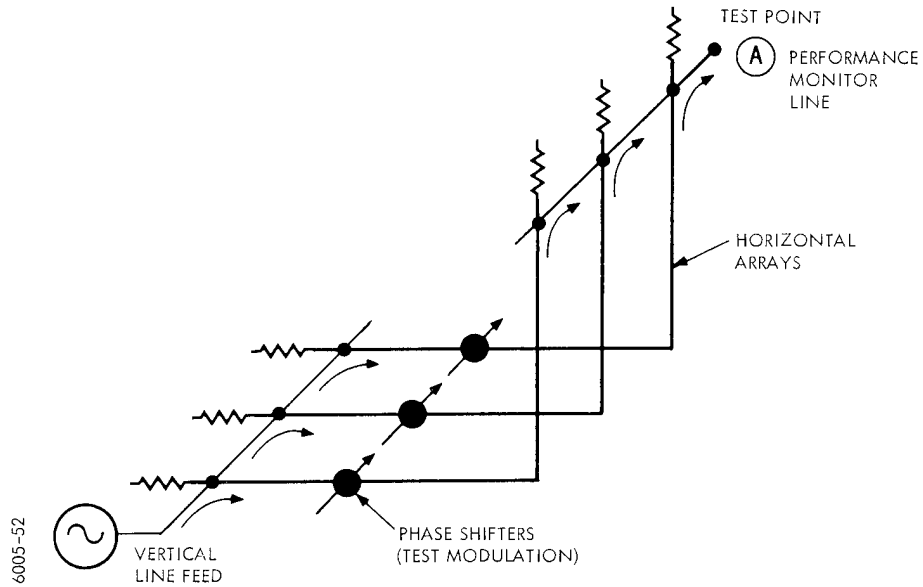 TEST POINT
A
PERFORMANCE
MONITOR
LINE
HORIZONTAL
ARRAYS
PHASE SHIFTERS
(TEST MODULATION)
VERTICAL
LINE FEED
6005-52